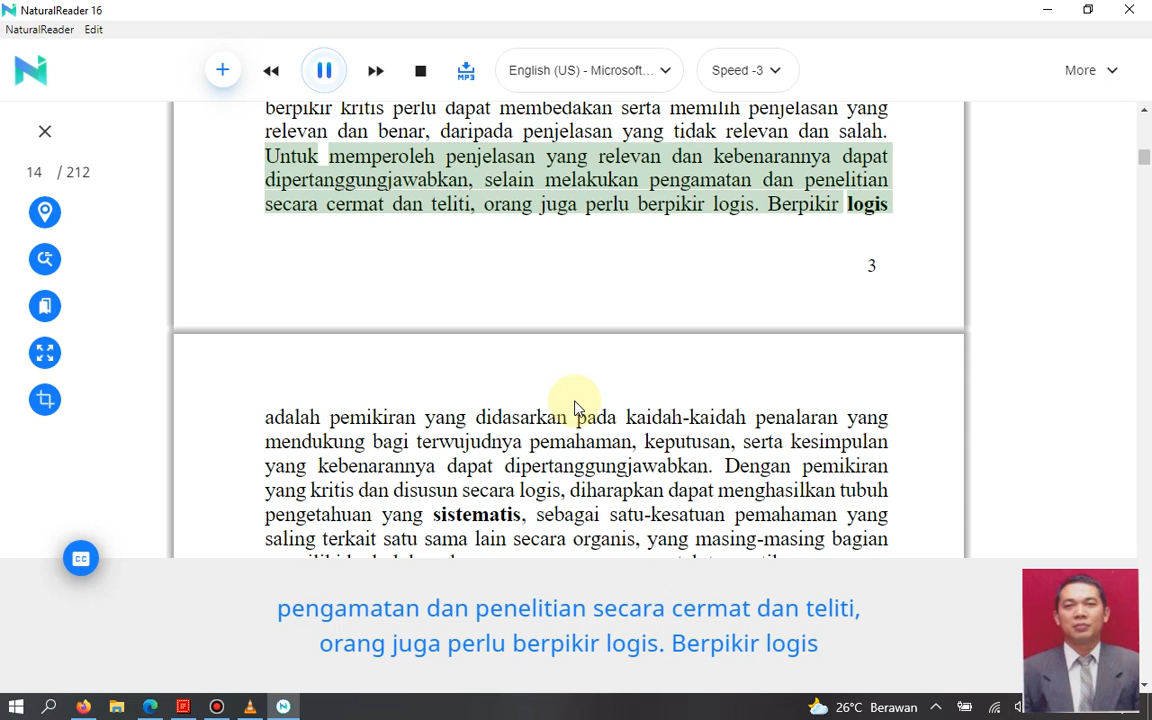 NaturalReader 16
NaturalReader Edit
MP3
English (US) - Microsoft...
Speed -3
More
14 / 212
berpikir kritis perlu dapat membedakan serta memilih penjelasan yang
relevan dan benar, daripada penjelasan yang tidak relevan dan salah.
Untuk memperoleh penjelasan yang relevan dan kebenarannya dapat
dipertanggungjawabkan, selain melakukan pengamatan dan penelitian
secara cermat dan teliti, orang juga perlu berpikir logis. Berpikir logis
3
adalah pemikiran yang didasarkan pada kaidah-kaidah penalaran yang
mendukung bagi terwujudnya pemahaman, keputusan, serta kesimpulan
yang kebenarannya dapat dipertanggungjawabkan. Dengan pemikiran
yang kritis dan disusun secara logis, diharapkan dapat menghasilkan tubuh
pengetahuan yang sistematis, sebagai satu-kesatuan pemahaman yang
saling terkait satu sama lain secara organis, yang masing-masing bagian
CC
pengamatan dan penelitian secara cermat dan teliti,
orang juga perlu berpikir logis. Berpikir logis
26°C Berawan